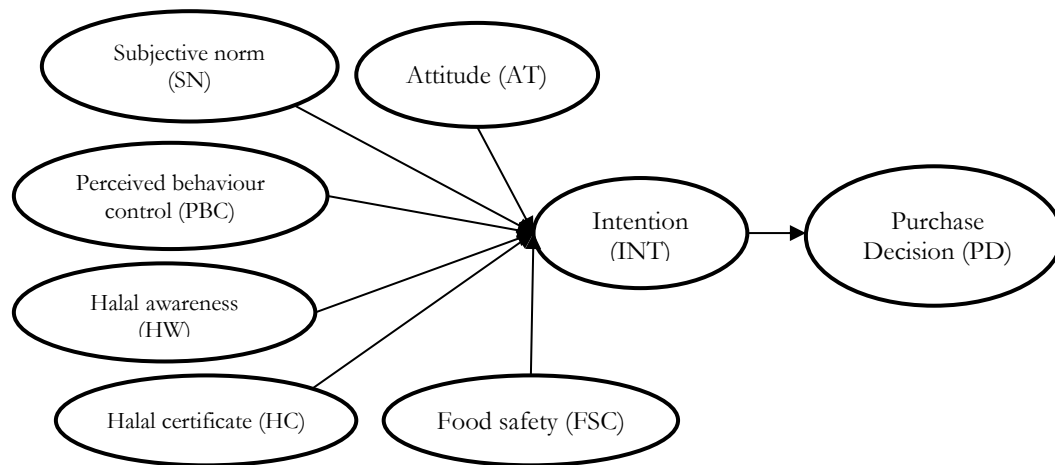 Subjective norm
(SN)
Attitude (AT)
Perceived behaviour
control (PBC)
Intention
(INT)
Purchase
Decision (PD)
Halal awareness
(HW)
Halal certificate (HC)
Food safety (FSC)